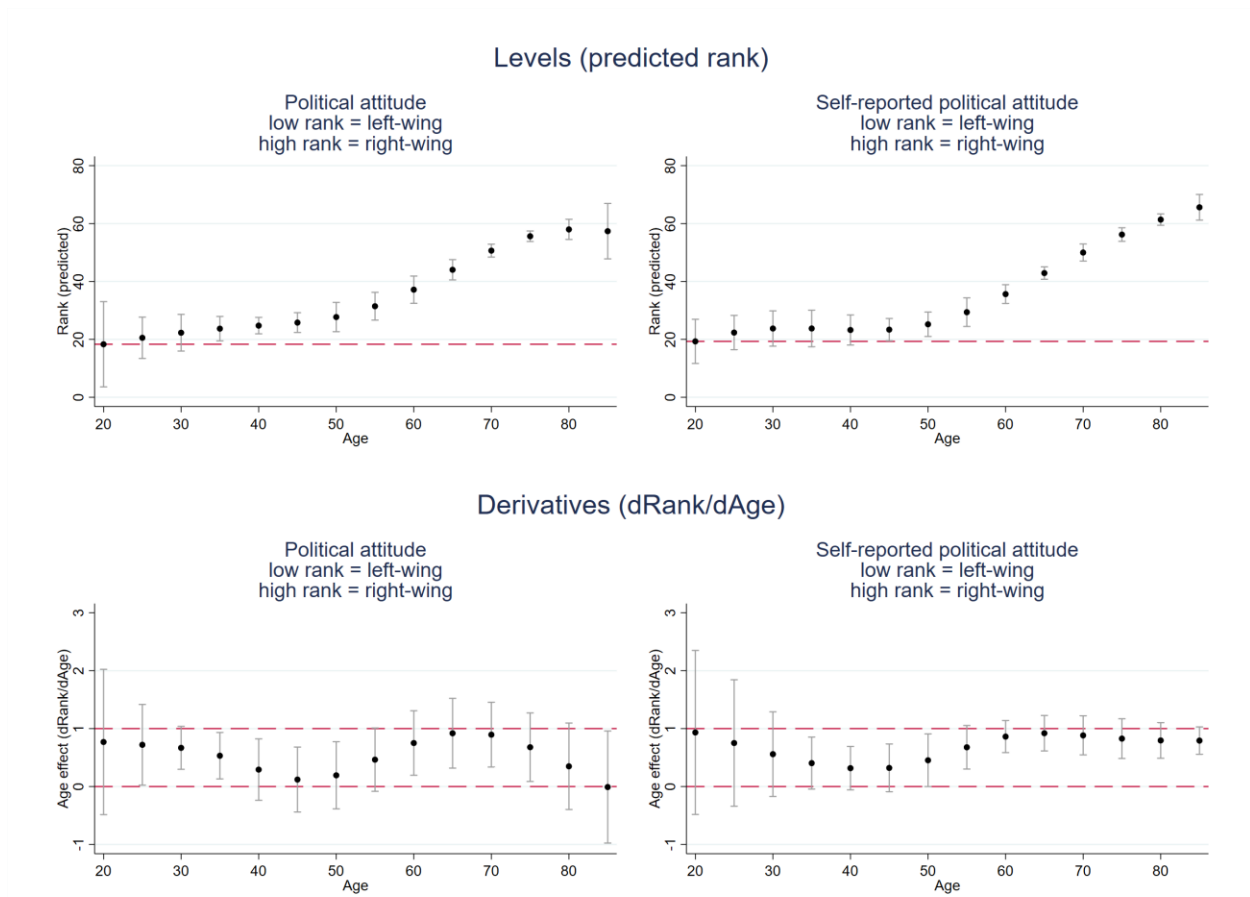 Levels (predicted rank)
Political attitude
low rank = left-wing
high rank = right-wing
Rank (predicted)
80
60
40
20
0
20 30 40 50 60 70 80
Age
Self-reported political attitude
low rank = left-wing
high rank = right-wing
Rank (predicted)
80
60
40
20
0
20 30 40 50 60 70 80
Age
Derivatives (dRank/dAge)
Political attitude
low rank = left-wing
high rank = right-wing
Age effect (dRank/dAge)
3
2
1
0
-1
20 30 40 50 60 70 80
Age
Self-reported political attitude
low rank = left-wing
high rank = right-wing
Age effect (dRank/dAge)
3
2
1
0
-1
20 30 40 50 60 70 80
Age